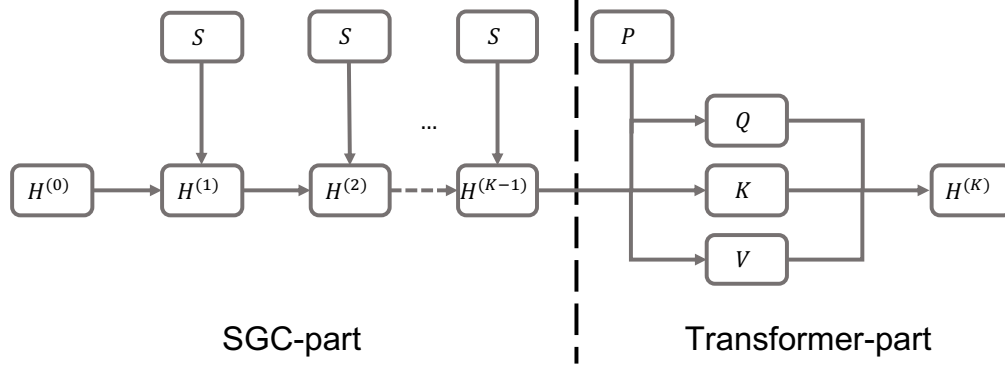 S S S P
...
Q
H^{(0)} H^{(1)} H^{(2)} H^{(K−1)} K H^{(K)}
V
SGC-part Transformer-part